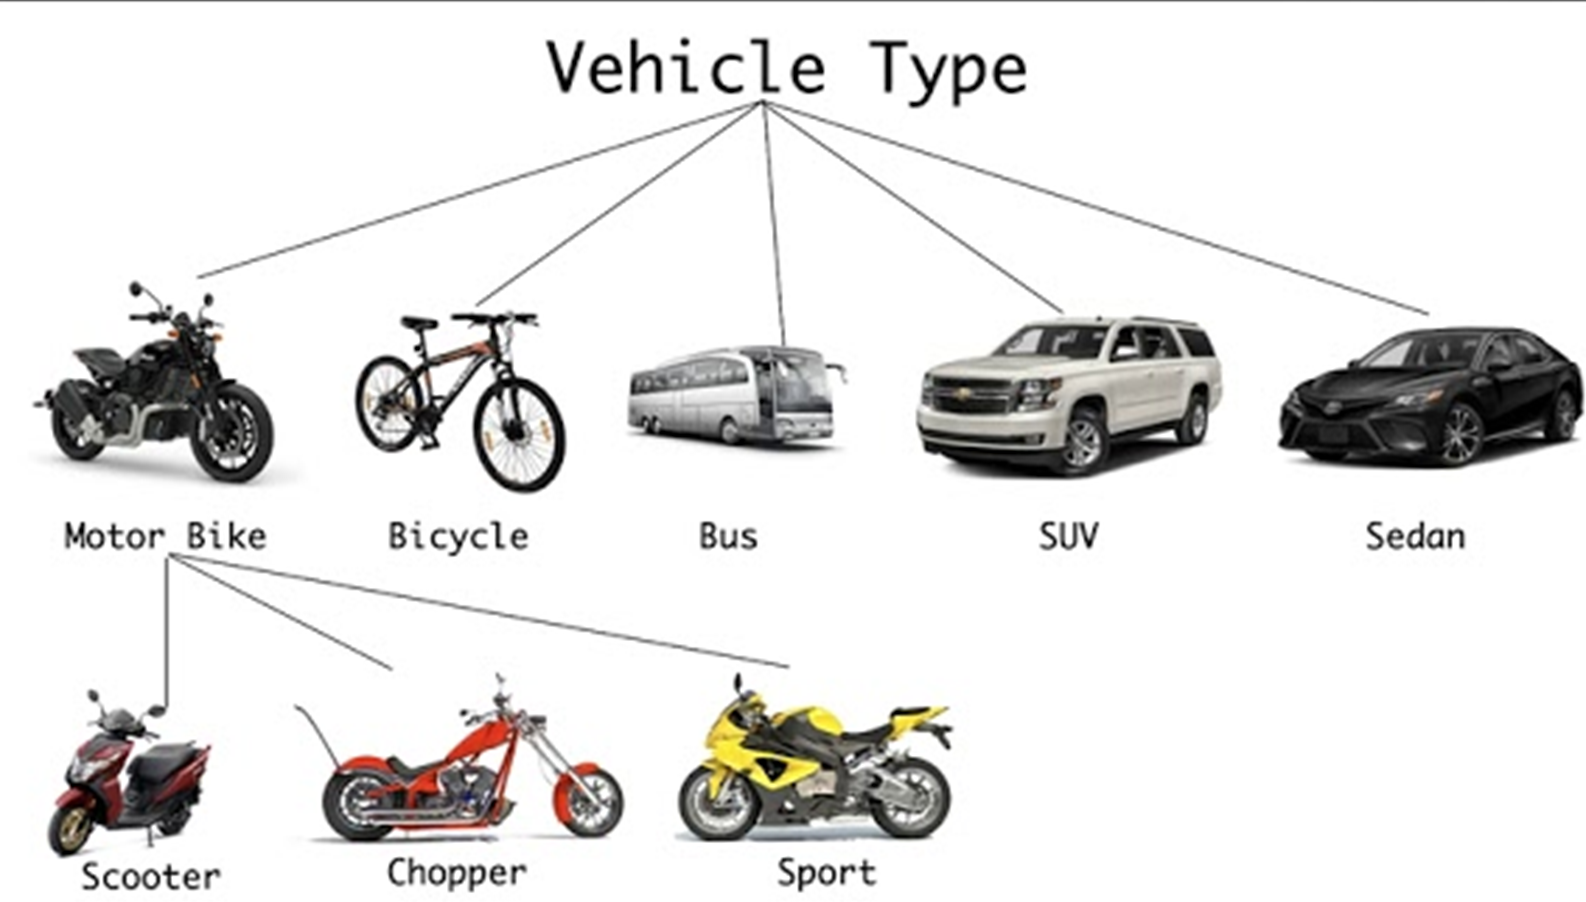 Vehicle Type
Motor Bike
Bicycle
Bus
SUV
Sedan
Scooter
Chopper
Sport